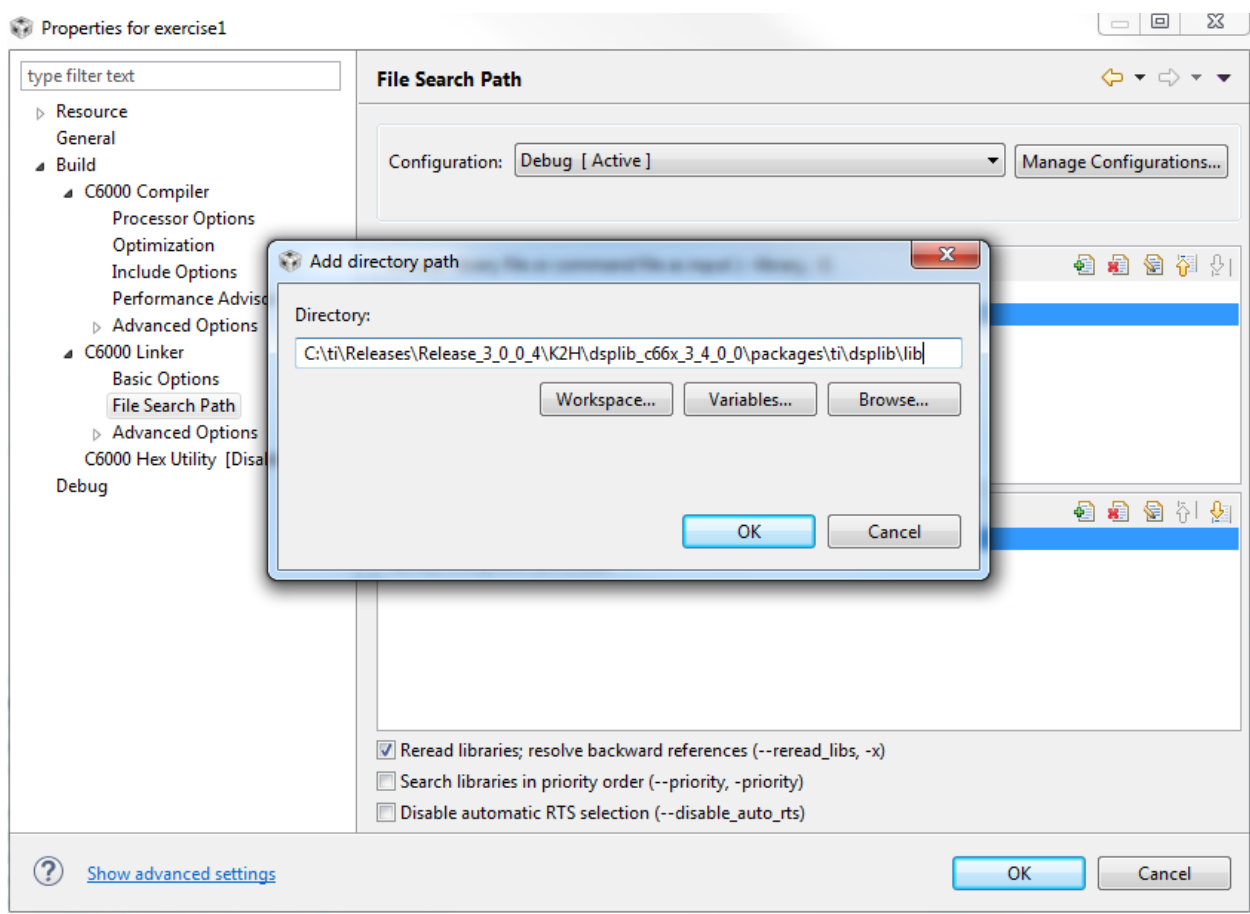 Properties for exercise1
type filter text
Resource
General
Build
C6000 Compiler
Processor Options
Optimization
Include Options
Performance Adviso
Advanced Options
C6000 Linker
Basic Options
File Search Path
Advanced Options
C6000 Hex Utility [Disal
Debug
File Search Path
Configuration: Debug [ Active ] Manage Configurations...
Add directory path
Directory:
C:\ti\Releases\Release_3_0_0_4\K2H\dsplib_c66x_3_4_0_0\packages\ti\dsplib\lib
Workspace... Variables... Browse...
OK Cancel
Reread libraries; resolve backward references (--reread_libs, -x)
Search libraries in priority order (--priority, -priority)
Disable automatic RTS selection (--disable_auto_rts)
Show advanced settings
OK Cancel